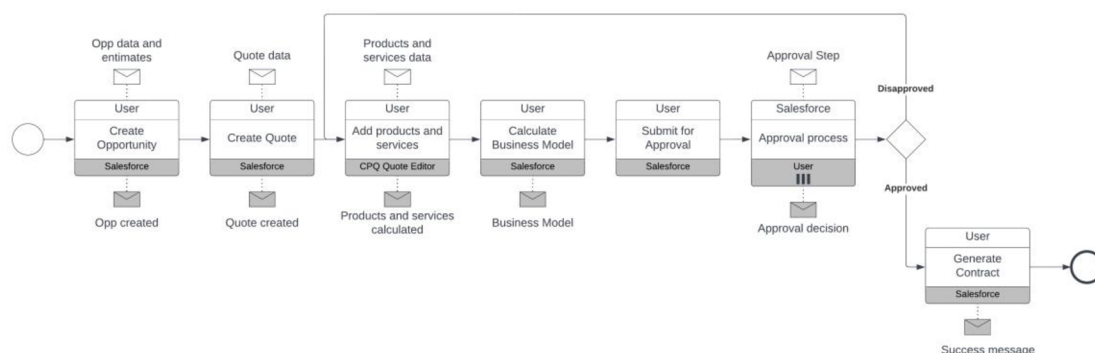 Opp data and
entimates
Quote data
Products and
services data
Approval Step
User
Create
Opportunity
Salesforce
User
Create Quote
Salesforce
User
Add products and
services
CPQ Quote Editor
User
Calculate
Business Model
Salesforce
User
Submit for
Approval
Salesforce
Salesforce
Approval process
User
Disapproved
Approved
Opp created
Quote created
Products and services
calculated
Business Model
Approval decision
User
Generate
Contract
Salesforce
Success message